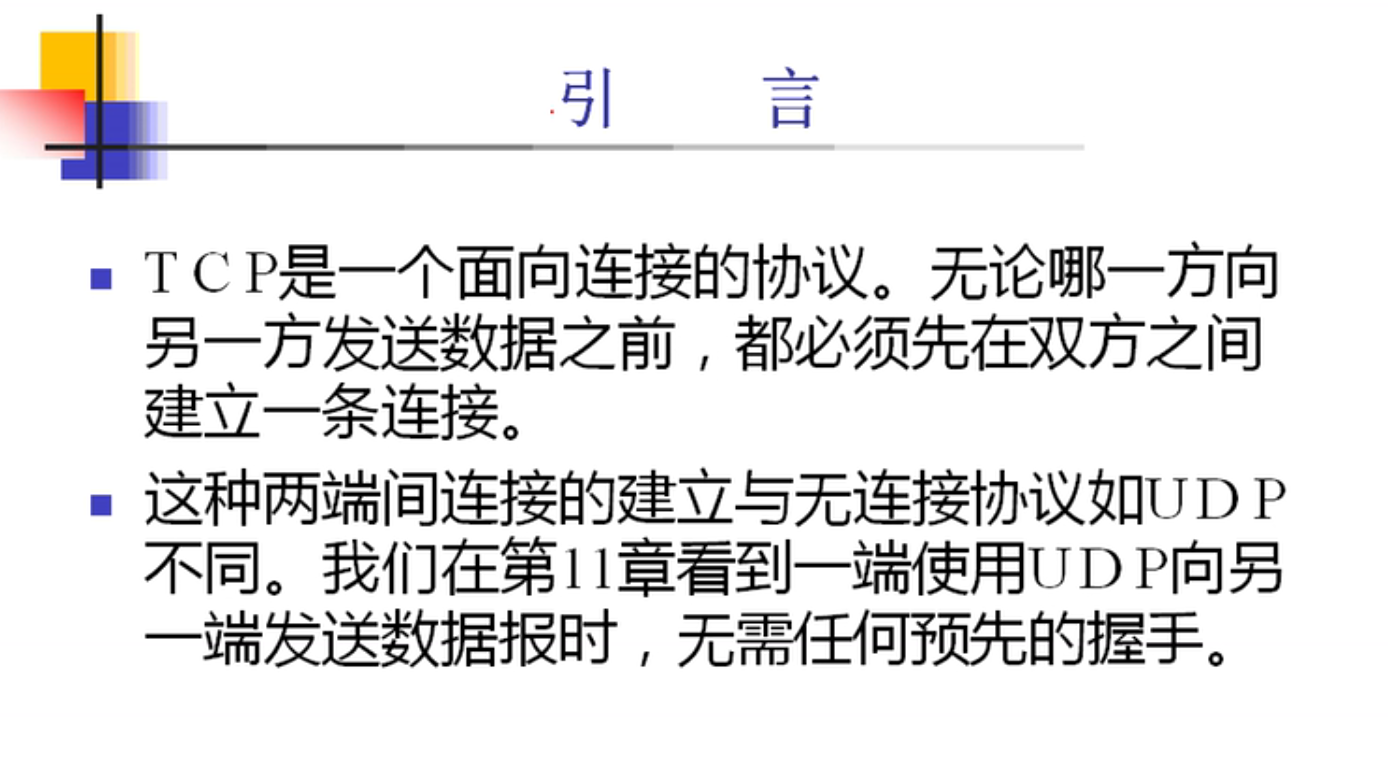 引 言
TCP是一个面向连接的协议。无论哪一方向
另一方发送数据之前，都必须先在双方之间
建立一条连接。
这种两端间连接的建立与无连接协议如UDP
不同。我们在第11章看到一端使用UDP向另
一端发送数据报时，无需任何预先的握手。